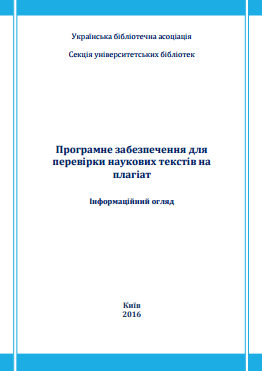 Українська бібліотечна асоціація
Секція університетських бібліотек
Програмне забезпечення для
перевірки наукових текстів на
плагіат
Інформаційний огляд
Київ
2016